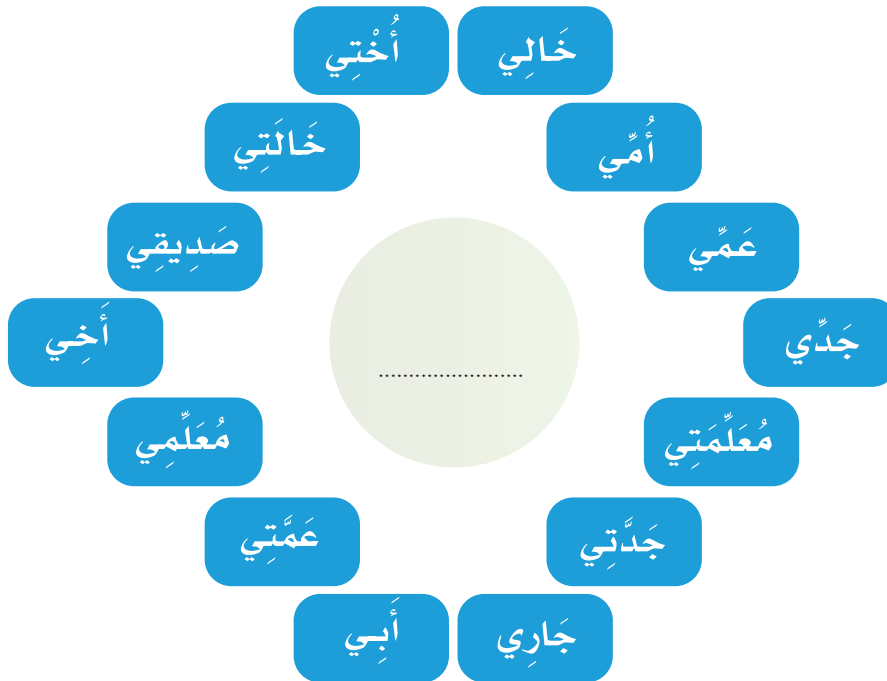 خَالِي
أُخْتِي
أُمِّي
خَالَتِي
عَمِّي
صَدِيقِي
جَدِّي
أَخِي
.........................
مُعَلِّمَتِي
مُعَلِّمِي
جَدَّتِي
عَمَّتِي
جَارِي
أَبِي